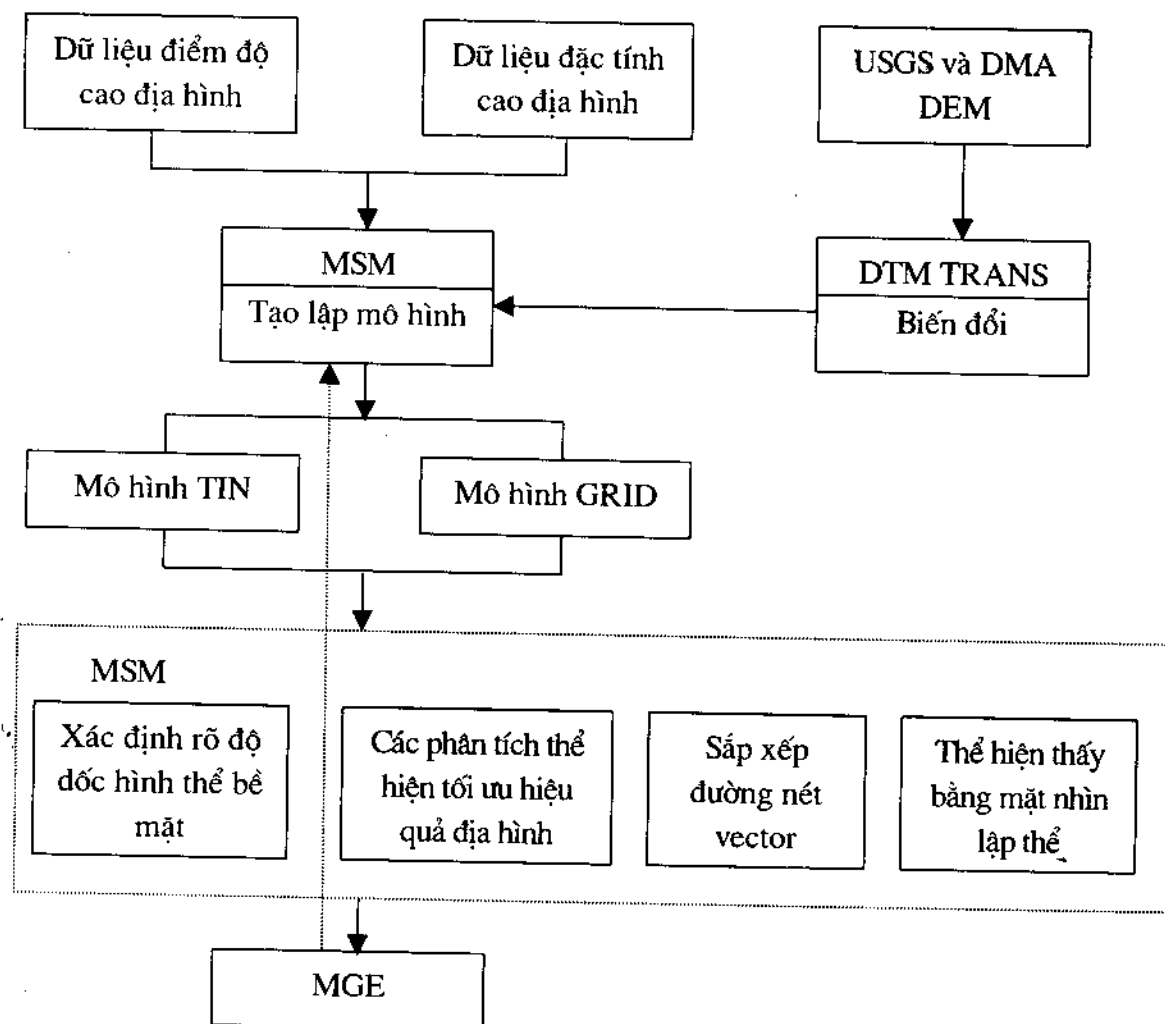 Dữ liệu điểm độ
cao địa hình
Dữ liệu đặc tính
cao địa hình
USGS và DMA
DEM
MSM
Tạo lập mô hình
DTM TRANS
Biến đổi
Mô hình TIN
Mô hình GRID
MSM
Xác định rõ độ
dốc hình thể bề
mặt
Các phân tích thể
hiện tối ưu hiệu
quả địa hình
Sắp xếp
đường nét
vector
Thể hiện thấy
bằng mặt nhìn
lập thể
MGE